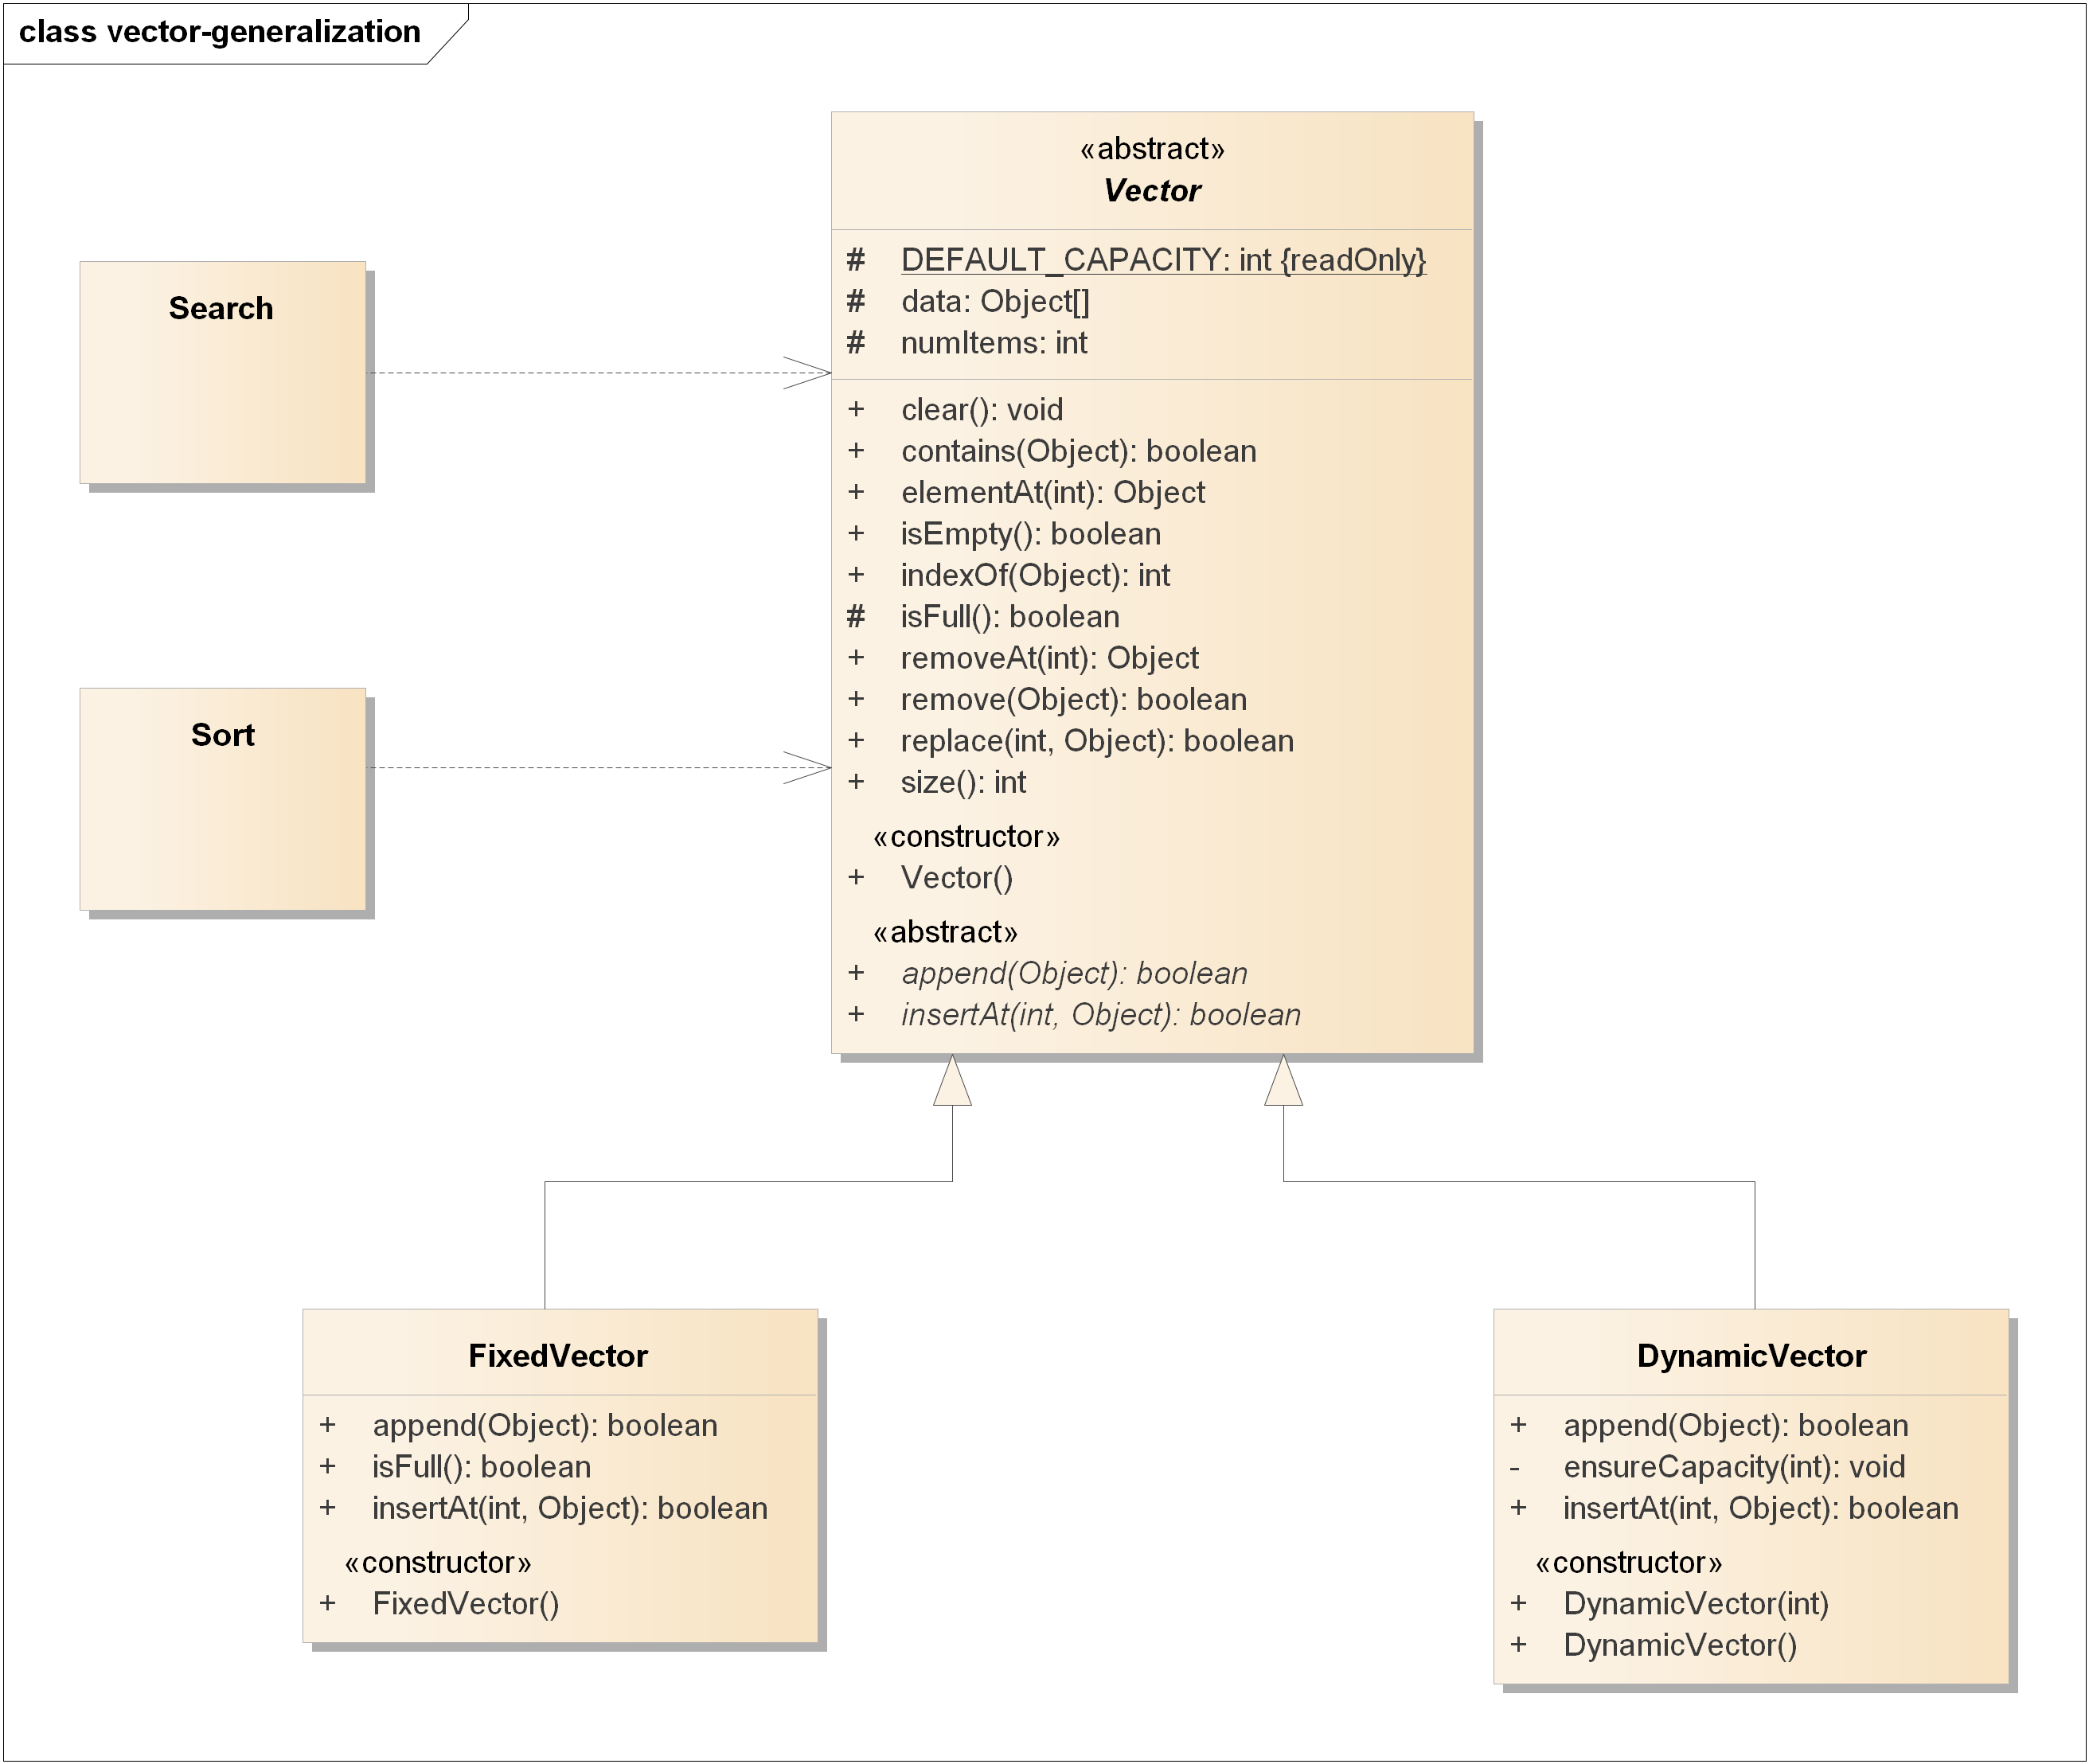 class vector-generalization
«abstract»
Vector
# DEFAULT_CAPACITY: int {readOnly}
# data: Object[]
# numItems: int
+ clear(): void
+ contains(Object): boolean
+ elementAt(int): Object
+ isEmpty(): boolean
+ indexOf(Object): int
# isFull(): boolean
+ removeAt(int): Object
+ remove(Object): boolean
+ replace(int, Object): boolean
+ size(): int
«constructor»
+ Vector()
«abstract»
+ append(Object): boolean
+ insertAt(int, Object): boolean
Search
Sort
FixedVector
+ append(Object): boolean
+ isFull(): boolean
+ insertAt(int, Object): boolean
«constructor»
+ FixedVector()
DynamicVector
+ append(Object): boolean
- ensureCapacity(int): void
+ insertAt(int, Object): boolean
«constructor»
+ DynamicVector(int)
+ DynamicVector()